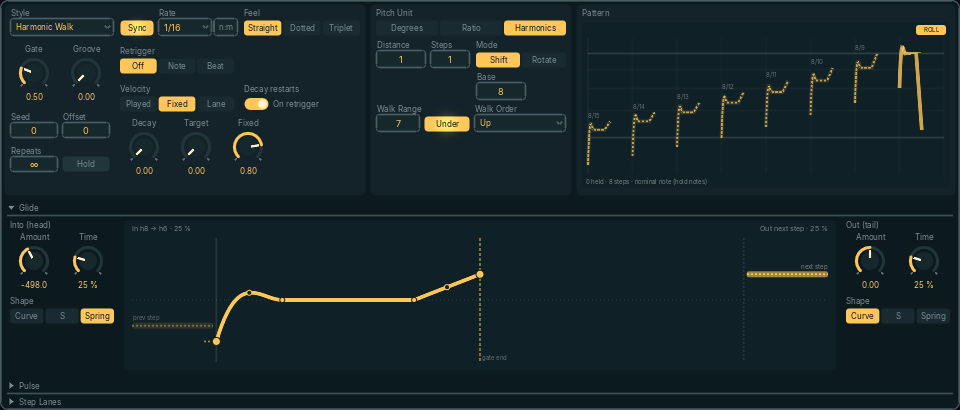 Style
Rate
Feel
Harmonic Walk
Sync
1/16
n:m
Straight
Dotted
Triplet
Gate
Groove
0.50
0.00
Retrigger
Off
Note
Beat
Velocity
Played
Fixed
Lane
Decay restarts
On retrigger
Seed
Offset
0
0
Decay
Target
Fixed
0.00
0.00
0.80
Repeats
∞
Hold
Pitch Unit
Degrees
Ratio
Harmonics
Distance
Steps
Mode
1
1
Shift
Rotate
Base
8
Walk Range
Walk Order
7
Under
Up
Pattern
ROLL
8/15
8/14
8/13
8/12
8/11
8/10
8/9
0 held · 8 steps · nominal note (hold notes)
Glide
Into (head)
Amount
Time
-498.0
25 %
Shape
Curve
S
Spring
In h8 → h6 · 25 %
Out next step · 25 %
prev step
next step
gate end
Out (tail)
Amount
Time
0.00
25 %
Shape
Curve
S
Spring
Pulse
Step Lanes